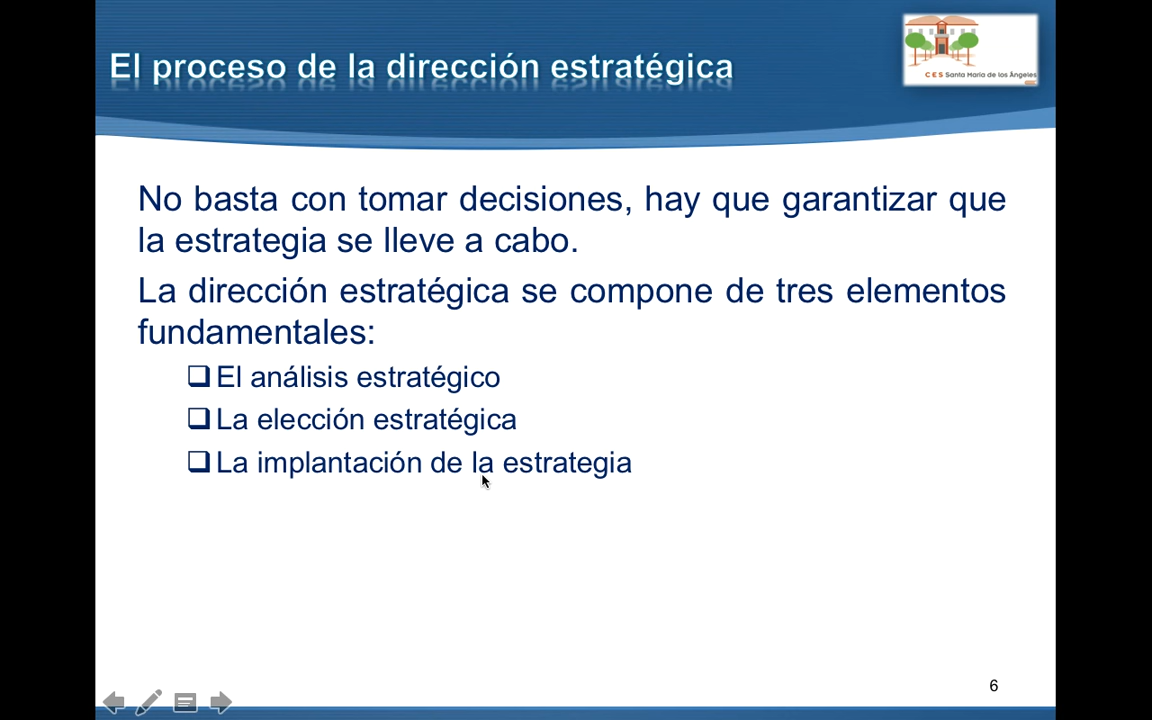 El proceso de la dirección estratégica
CES Santa María de los Ángeles
No basta con tomar decisiones, hay que garantizar que
la estrategia se lleve a cabo.
La dirección estratégica se compone de tres elementos
fundamentales:
El análisis estratégico
La elección estratégica
La implantación de la estrategia
6